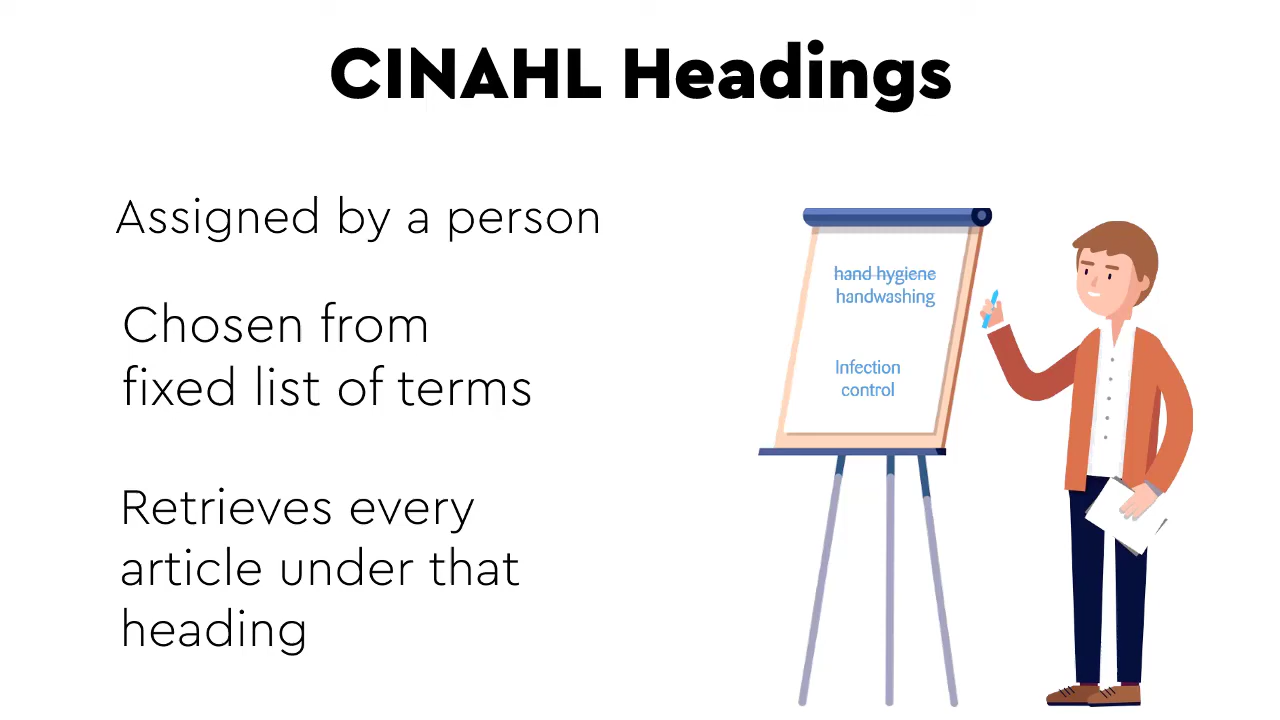 CINAHL Headings
Assigned by a person
Chosen from
fixed list of terms
Retrieves every
article under that
heading
hand hygiene
handwashing
Infection
control